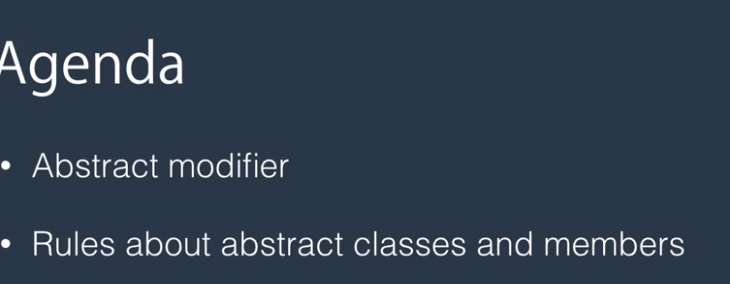 Agenda
• Abstract modifier
• Rules about abstract classes and members